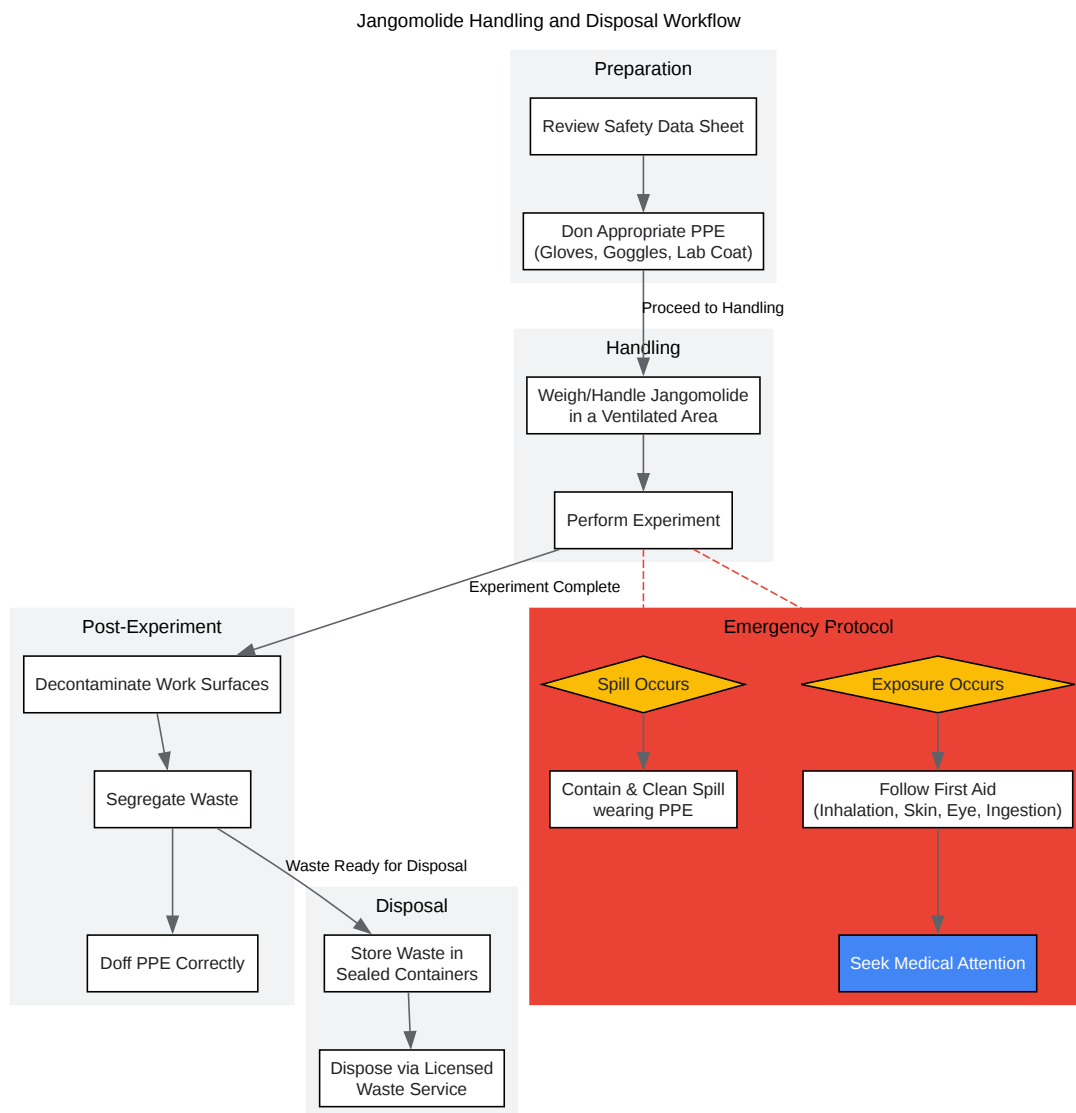 Jangomolide Handling and Disposal Workflow
Preparation
Review Safety Data Sheet
Don Appropriate PPE
(Gloves, Goggles, Lab Coat)
Proceed to Handling
Handling
Weigh/Handle Jangomolide
in a Ventilated Area
Perform Experiment
Experiment Complete
Post-Experiment
Decontaminate Work Surfaces
Segregate Waste
Doff PPE Correctly
Waste Ready for Disposal
Disposal
Store Waste in
Sealed Containers
Dispose via Licensed
Waste Service
Emergency Protocol
Spill Occurs
Contain & Clean Spill
wearing PPE
Exposure Occurs
Follow First Aid
(Inhalation, Skin, Eye, Ingestion)
Seek Medical Attention